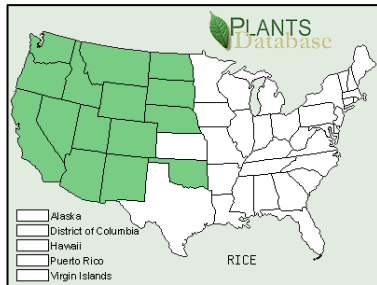 PLANTS
Database
Alaska
District of Columbia
Hawaii
Puerto Rico
Virgin Islands
RICE